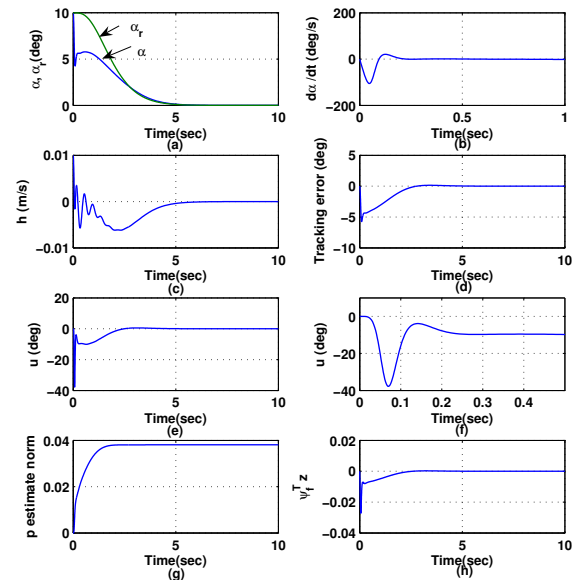 α, α_r(deg)
10
5
0
α_r
α
0
5
10
Time(sec)
(a)
dα/dt (deg/s)
200
0
−200
0
0.5
1
Time(sec)
(b)
h (m/s)
0.01
0
−0.01
0
5
10
Time(sec)
(c)
Tracking error (deg)
5
0
−5
−10
0
5
10
Time(sec)
(d)
u (deg)
20
0
−20
−40
0
5
10
Time(sec)
(e)
u (deg)
0
−20
−40
0
0.1
0.2
0.3
0.4
Time(sec)
(f)
p estimate norm
0.04
0.02
0
0
5
10
Time(sec)
(g)
ψ_f^T z
0.02
0
−0.02
−0.04
0
5
10
Time(sec)
(h)